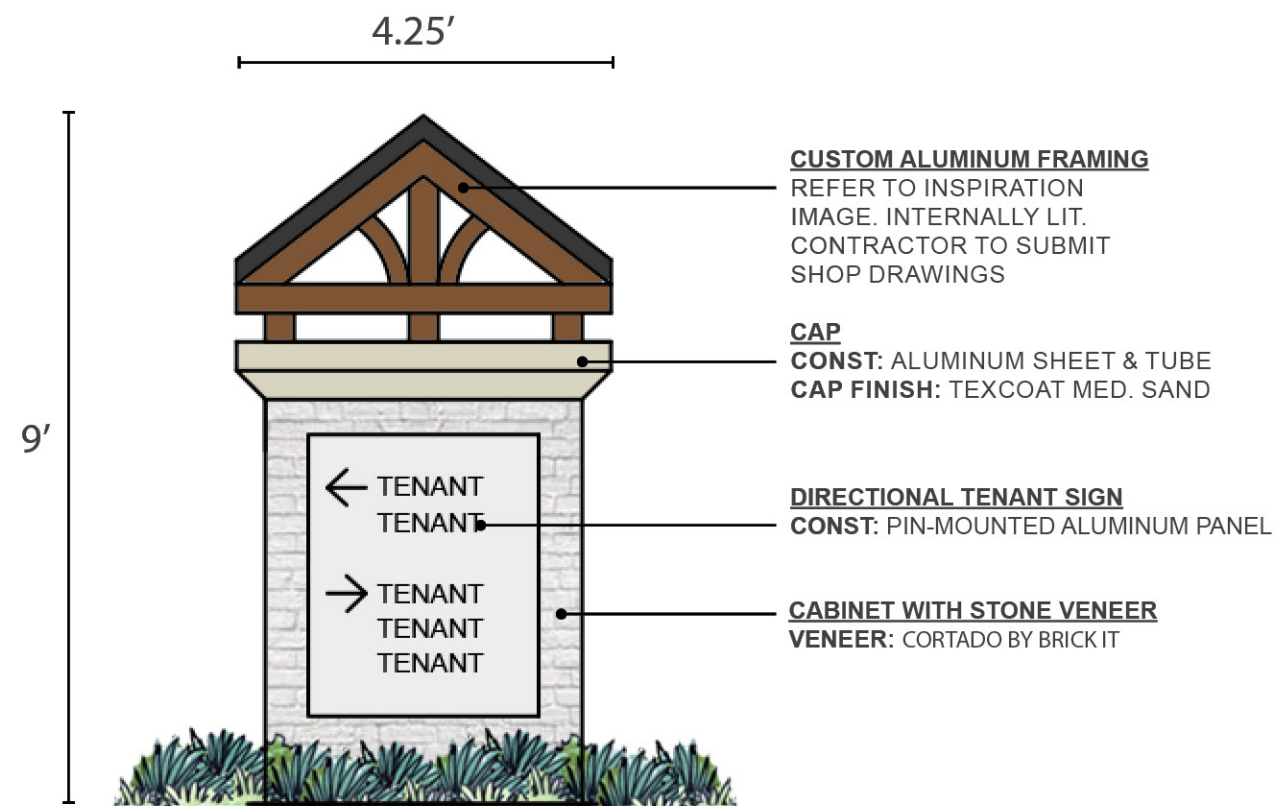 4.25’
9’
CUSTOM ALUMINUM FRAMING
REFER TO INSPIRATION
IMAGE. INTERNALLY LIT.
CONTRACTOR TO SUBMIT
SHOP DRAWINGS
CAP
CONST: ALUMINUM SHEET & TUBE
CAP FINISH: TEXCOAT MED. SAND
TENANT
TENANT
TENANT
TENANT
TENANT
DIRECTIONAL TENANT SIGN
CONST: PIN-MOUNTED ALUMINUM PANEL
CABINET WITH STONE VENEER
VENEER: CORTADO BY BRICK IT